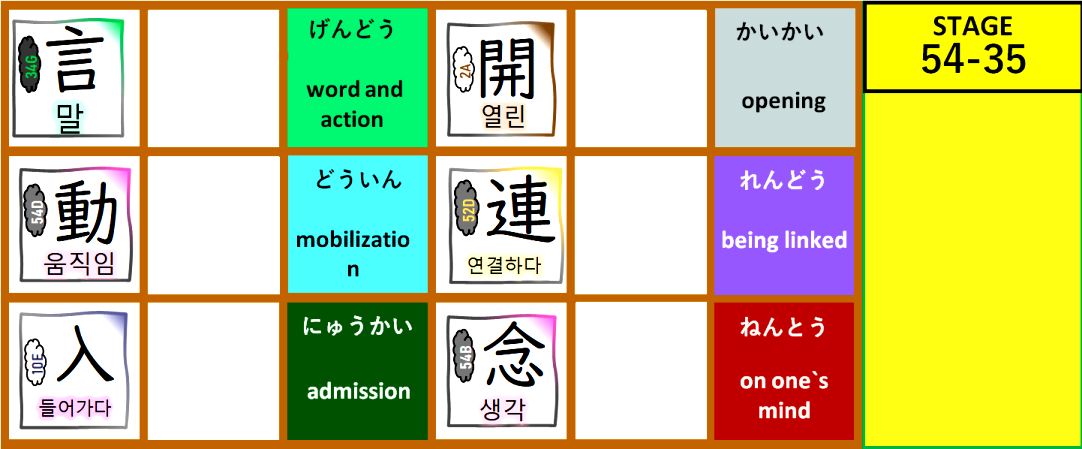 言
34G
말
げんどう
word and
action
開
2A
열린
かいかい
opening
STAGE
54-35
動
54D
움직임
どういん
mobilizatio
n
連
52D
연결하다
れんどう
being linked
入
10E
들어가다
にゅうかい
admission
念
54B
생각
ねんとう
on one`s
mind